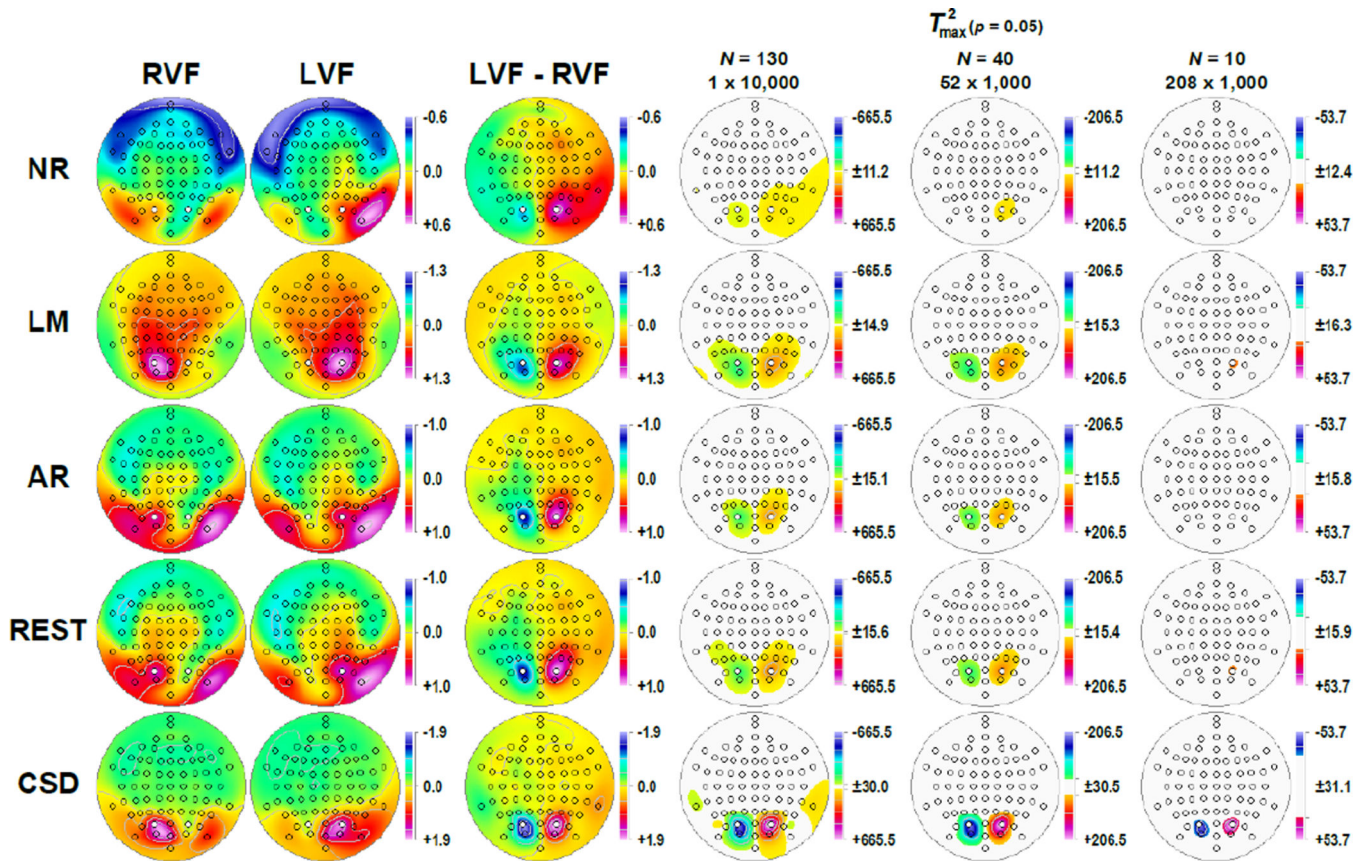 T²max (p = 0.05)
RVF LVF LVF - RVF N = 130 N = 40 N = 10
1 x 10,000 52 x 1,000 208 x 1,000
NR
-0.6 -0.6 -665.5 -206.5 -53.7
0.0 0.0 ±11.2 ±11.2 ±12.4
+0.6 +0.6 +665.5 +206.5 +53.7
LM
-1.3 -1.3 -665.5 -206.5 -53.7
0.0 0.0 ±14.9 ±15.3 ±16.3
+1.3 +1.3 +665.5 +206.5 +53.7
AR
-1.0 -1.0 -665.5 -206.5 -53.7
0.0 0.0 ±15.1 ±15.5 ±15.8
+1.0 +1.0 +665.5 +206.5 +53.7
REST
-1.0 -1.0 -665.5 -206.5 -53.7
0.0 0.0 ±15.6 ±15.4 ±15.9
+1.0 +1.0 +665.5 +206.5 +53.7
CSD
-1.9 -1.9 -665.5 -206.5 -53.7
0.0 0.0 ±30.0 ±30.5 ±31.1
+1.9 +1.9 +665.5 +206.5 +53.7